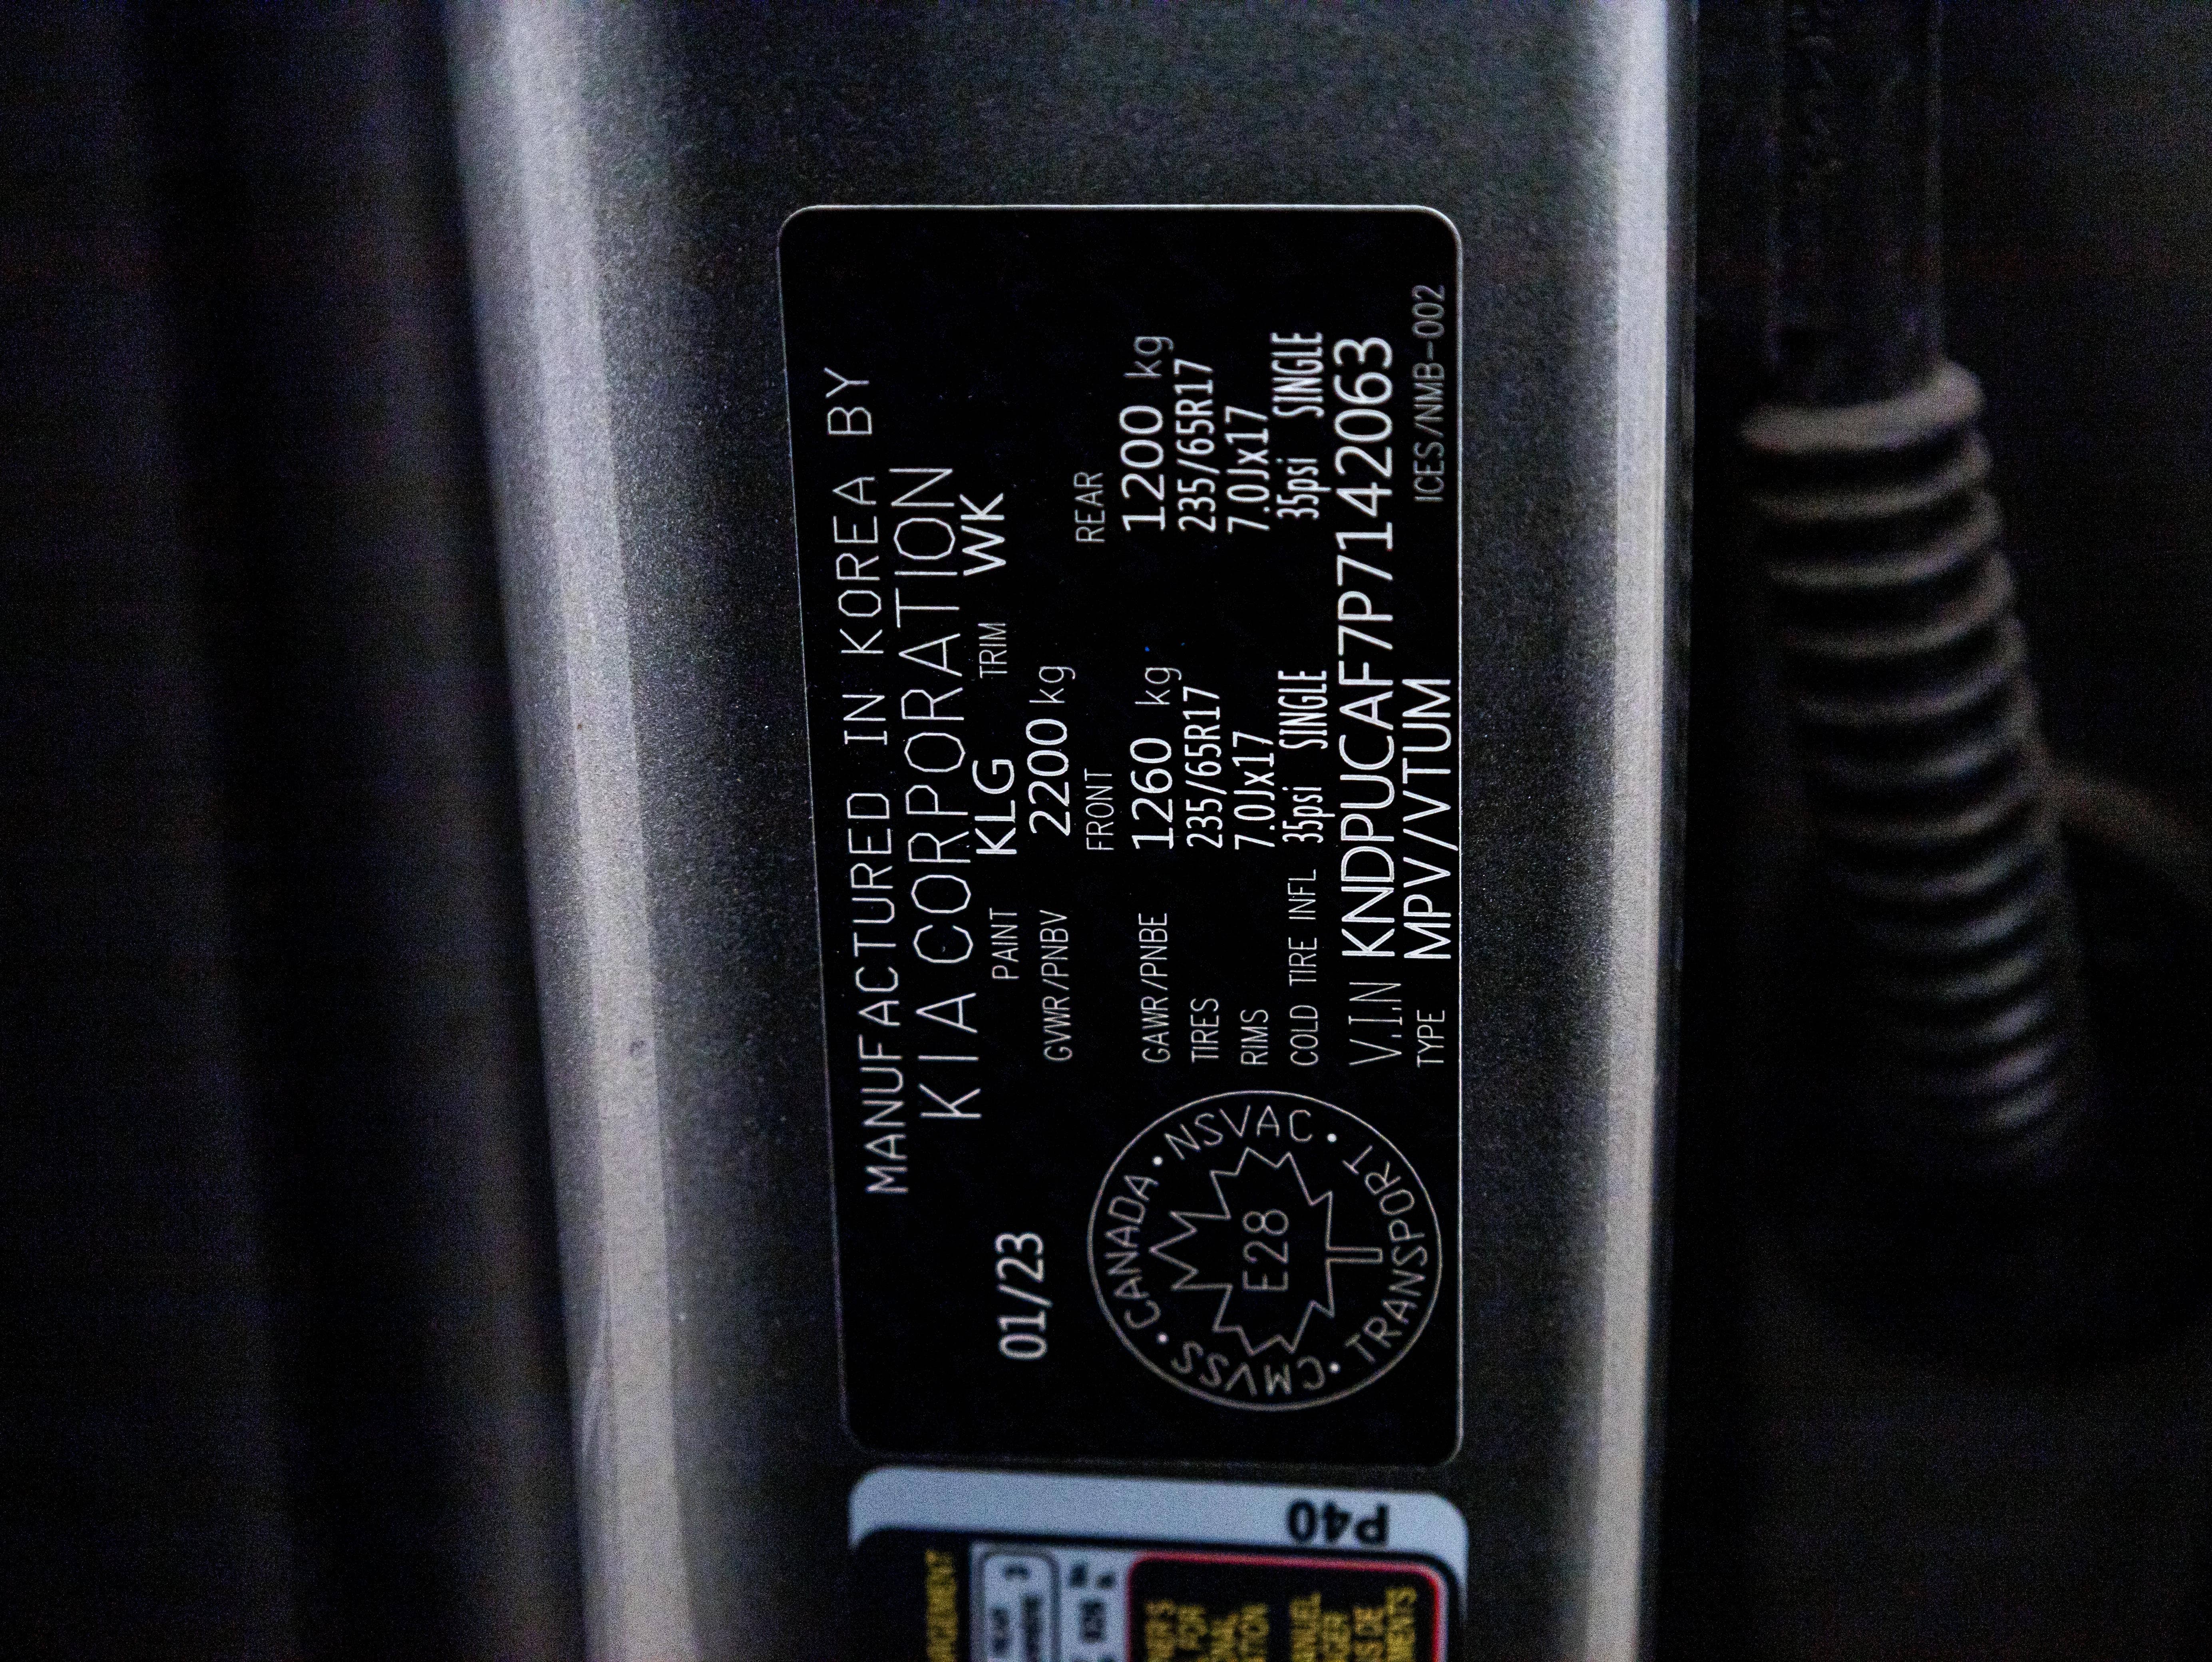 MANUFACTURED IN KOREA BY
KIA CORPORATION
01/23 PAINT KLG TRIM WK
GVWR/PNBV 2200 kg
FRONT REAR
GAWR/PNBE 1260 kg 1200 kg
TIRES 235/65R17 235/65R17
RIMS 7.0Jx17 7.0Jx17
COLD TIRE INFL 35psi SINGLE 35psi SINGLE
V.I.N KNDPUCAF7P7142063
TYPE MPV/VTUM
ICES/NMB-002
CMVSS • CANADA • NSVAC • TRANSPORT •
E28
P40